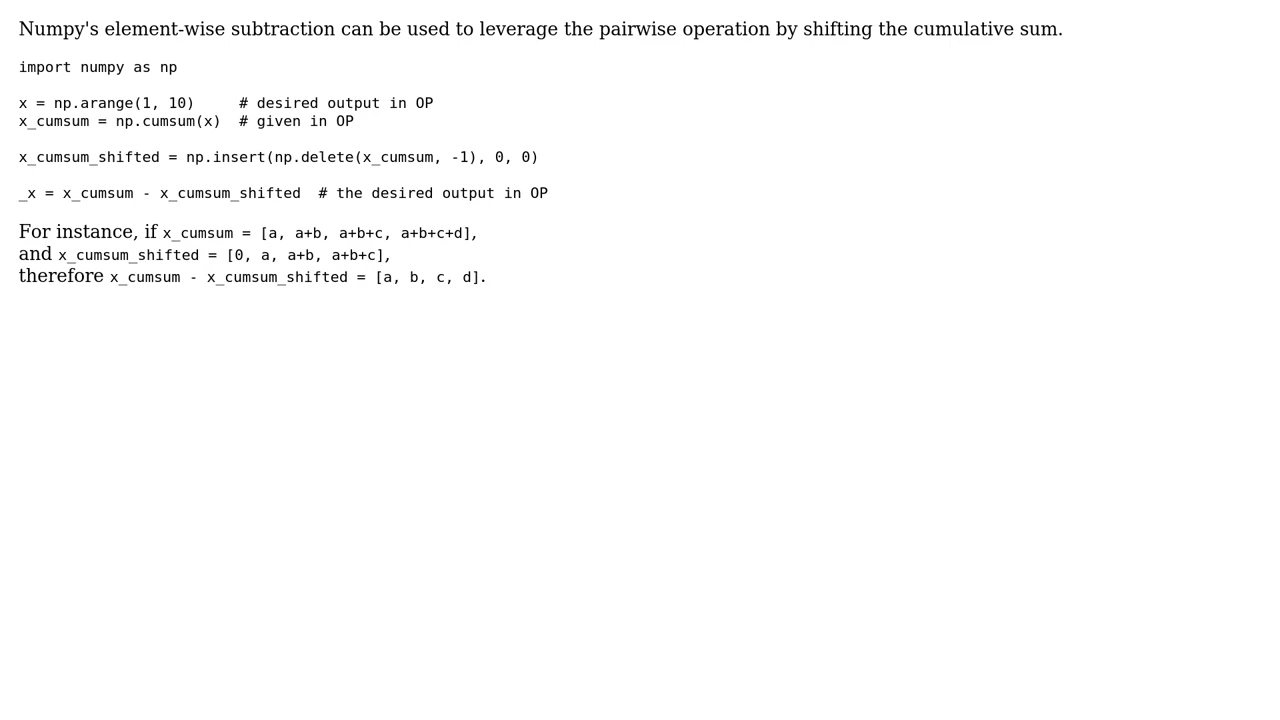 Numpy's element-wise subtraction can be used to leverage the pairwise operation by shifting the cumulative sum.
import numpy as np
x = np.arange(1, 10)     # desired output in OP
x_cumsum = np.cumsum(x)  # given in OP
x_cumsum_shifted = np.insert(np.delete(x_cumsum, -1), 0, 0)
_x = x_cumsum - x_cumsum_shifted  # the desired output in OP
For instance, if x_cumsum = [a, a+b, a+b+c, a+b+c+d],
and x_cumsum_shifted = [0, a, a+b, a+b+c],
therefore x_cumsum - x_cumsum_shifted = [a, b, c, d].